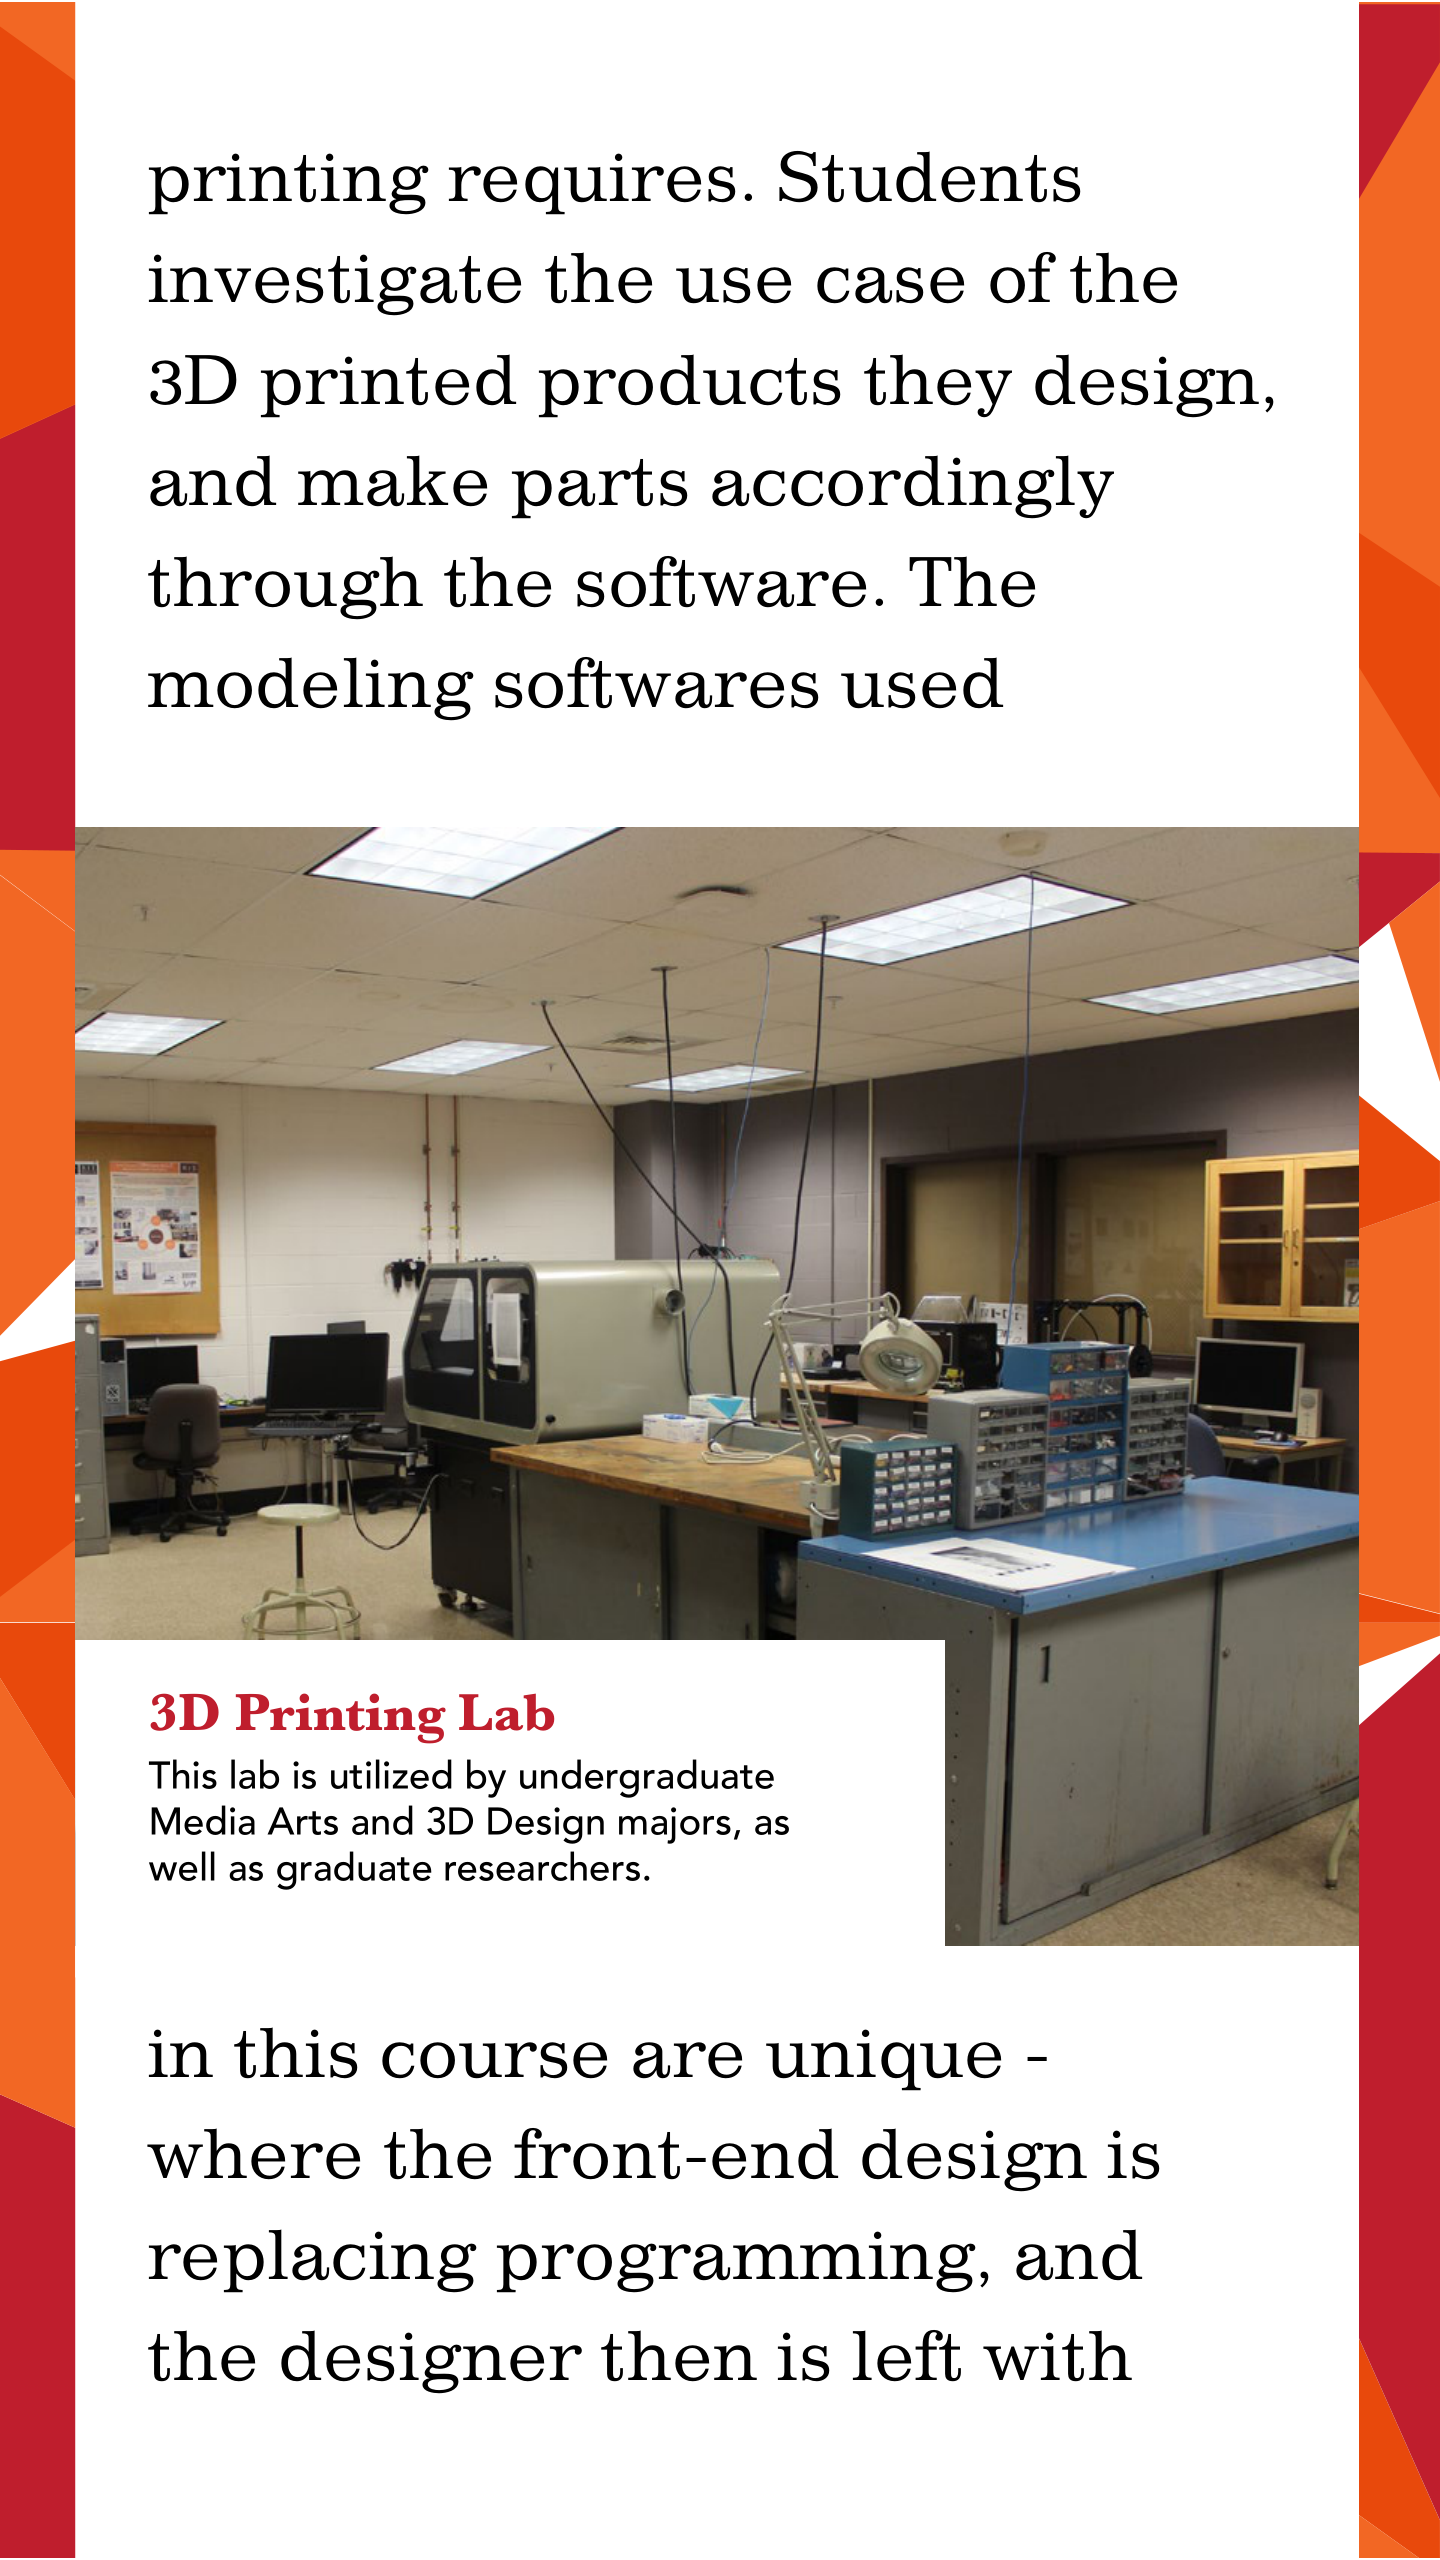 printing requires. Students
investigate the use case of the
3D printed products they design,
and make parts accordingly
through the software. The
modeling softwares used
3D Printing Lab
This lab is utilized by undergraduate
Media Arts and 3D Design majors, as
well as graduate researchers.
in this course are unique -
where the front-end design is
replacing programming, and
the designer then is left with